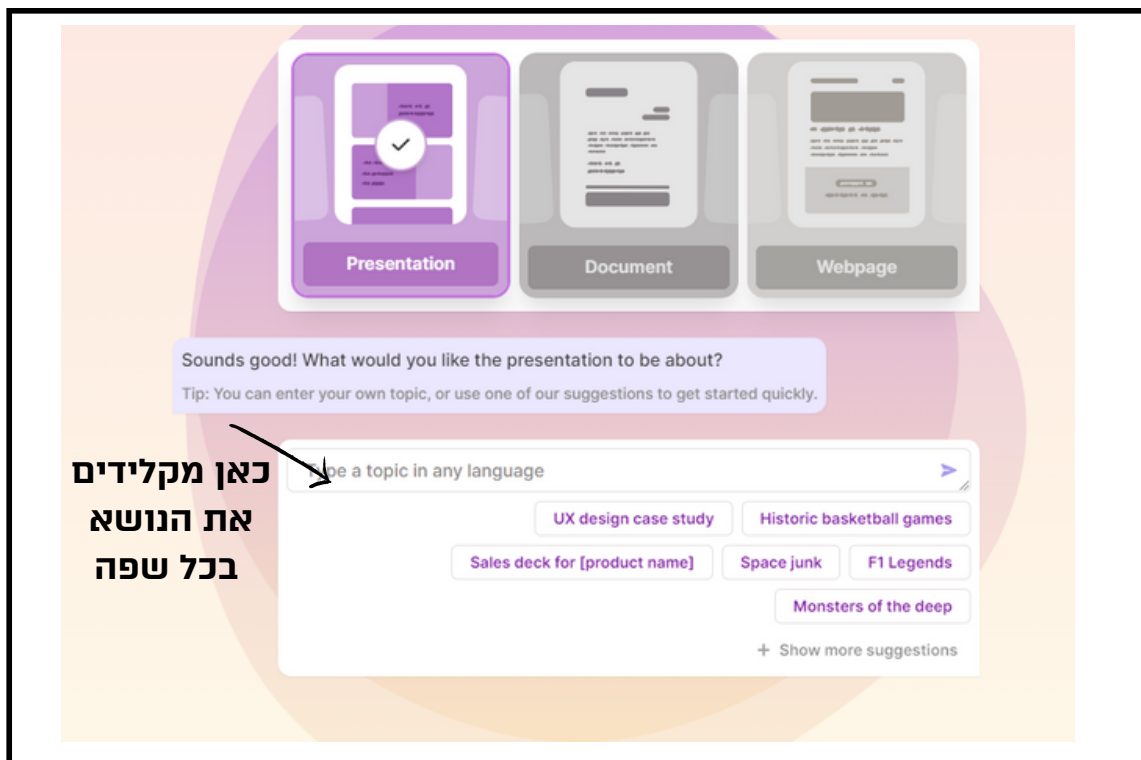 Presentation
Document
Webpage
Sounds good! What would you like the presentation to be about?
Tip: You can enter your own topic, or use one of our suggestions to get started quickly.
כאן מקלידים
את הנושא
בכל שפה
Type a topic in any language
UX design case study
Historic basketball games
Sales deck for [product name]
Space junk
F1 Legends
Monsters of the deep
+ Show more suggestions